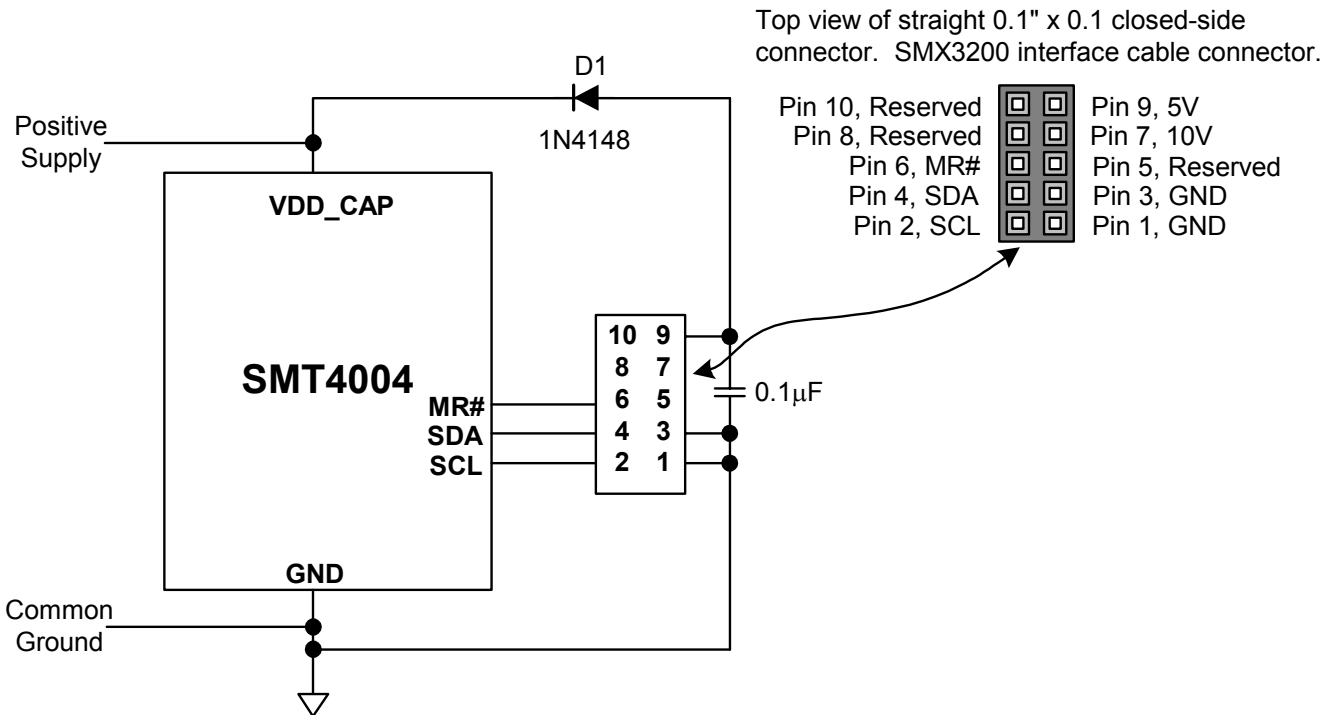 Top view of straight 0.1" x 0.1 closed-side
connector.  SMX3200 interface cable connector.
D1
1N4148
Positive
Supply
Pin 10, Reserved
Pin 9, 5V
Pin 8, Reserved
Pin 7, 10V
Pin 6, MR#
Pin 5, Reserved
Pin 4, SDA
Pin 3, GND
Pin 2, SCL
Pin 1, GND
VDD_CAP
SMT4004
MR#
SDA
SCL
10 9
8 7
6 5
4 3
2 1
0.1µF
GND
Common
Ground